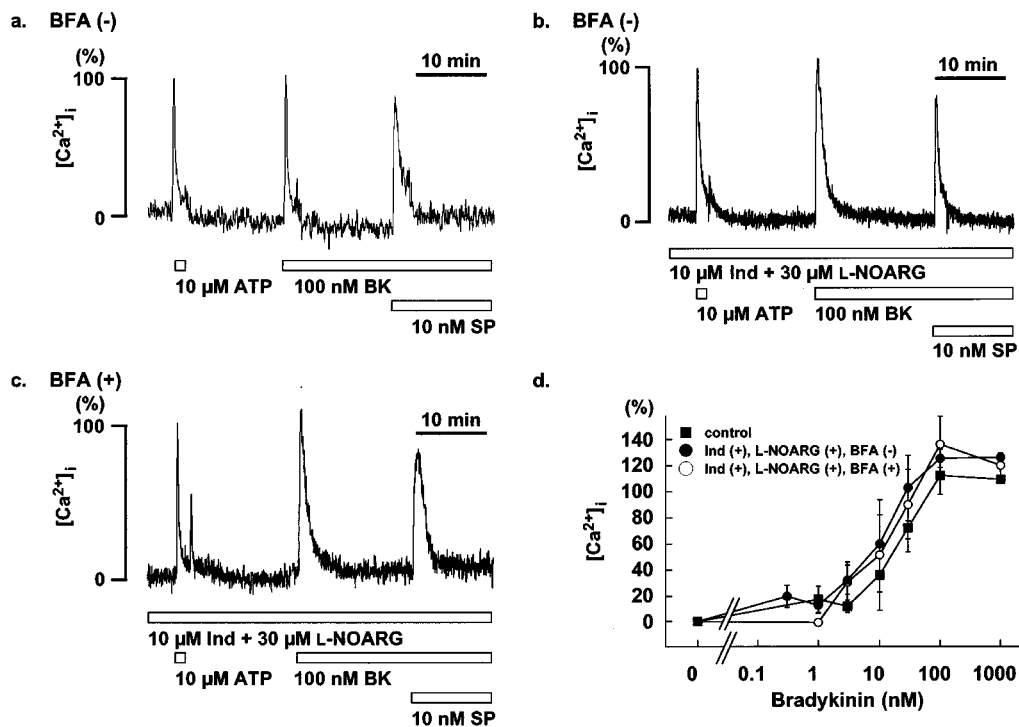 a. BFA (-)
(%)
10 min
100
[Ca²⁺]i
0
10 µM ATP
100 nM BK
10 nM SP
b. BFA (-)
(%)
10 min
100
[Ca²⁺]i
0
10 µM Ind + 30 µM L-NOARG
10 µM ATP
100 nM BK
10 nM SP
c. BFA (+)
(%)
10 min
100
[Ca²⁺]i
0
10 µM Ind + 30 µM L-NOARG
10 µM ATP
100 nM BK
10 nM SP
d.
(%)
control
Ind (+), L-NOARG (+), BFA (-)
Ind (+), L-NOARG (+), BFA (+)
140
120
100
80
60
40
20
0
[Ca²⁺]i
0 0.1 1 10 100 1000
Bradykinin (nM)